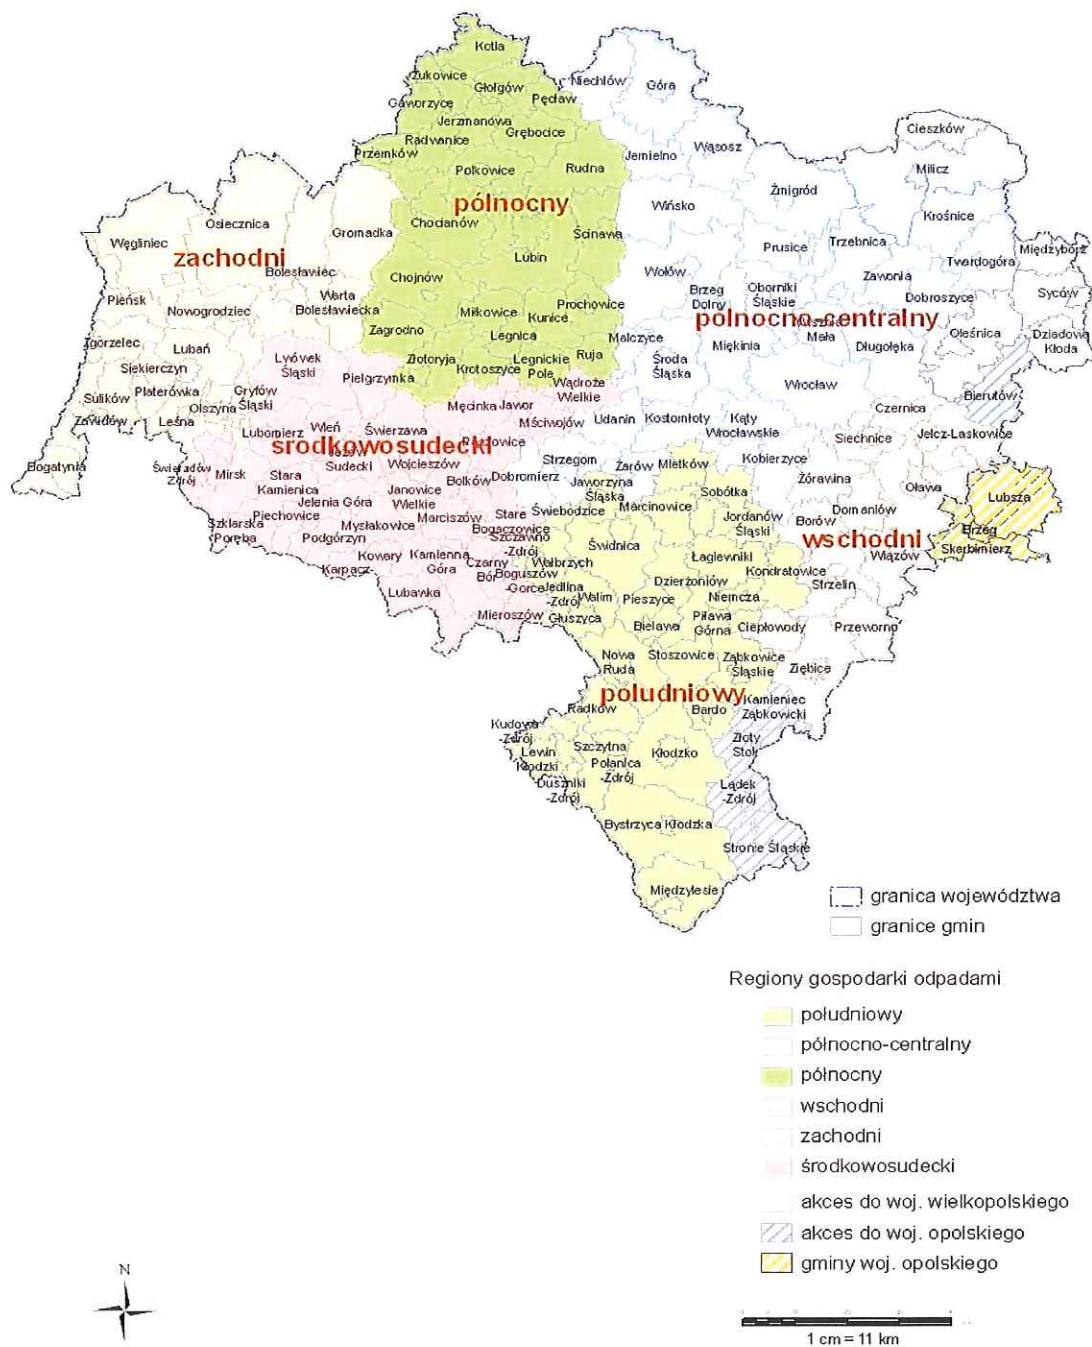 Kotla
Żukowice
Głogów
Niechlów
Góra
Gaworzyce
Pęcław
Jerzmanowa
Grębocice
Cieszków
Radwanice
Przemków
Jemielno
Wąsosz
Milicz
Polkowice
Rudna
Żmigród
północny
Wińsko
Krośnice
Osiecznica
Chocianów
Ścinawa
Węgliniec
Gromadka
Prusice
Trzebnica
Międzybórz
zachodni
Lubin
Twardogóra
Bolesławiec
Chojnów
Wołów
Zawonia
Syców
Pieńsk
Warta
Bolesławiecka
Brzeg
Dolny
Oborniki
Śląskie
Dobroszyce
Nowogrodziec
Prochowice
Miłkowice
Kunice
północno-centralny
Mała
Oleśnica
Dziadowa
Kłoda
Zagrodno
Legnica
Malczyce
Miękinia
Długołęka
Zgorzelec
Lubań
Siekierczyn
Lwówek
Śląski
Złotoryja
Legnickie
Pole
Ruja
Środa
Śląska
Krotoszyce
Pielgrzymka
Wądroże
Wielkie
Wrocław
Bierutów
Sulików
Platerówka
Gryfów
Śląski
Olszyna
Męcinka
Jawor
Czernica
Zawidów
Leśna
Mściwojów
Udanin
Kostomłoty
Kąty
Wrocławskie
Lubomierz
Wleń
Świerzawa
Siechnice
Jelcz-Laskowice
środkowosudecki
Bogatynia
Świeradów
Zdrój
Mirsk
Stara
Kamienica
Sudecki
Wojcieszów
Bolków
Dobromierz
Strzegom
Żarów
Mietków
Kobierzyce
Jaworzyna
Śląska
Żórawina
Oława
Lubsza
Janowice
Wielkie
Sobótka
Jelenia Góra
Piechowice
Świebodzice
Marcinowice
Domaniów
Szklarska
Poręba
Mysłakowice
Marciszów
Stare
Bogaczowice
Jordanów
Śląski
Borów
Brzeg
Podgórzyn
Szczawno
-Zdrój
Świdnica
wschodni
Skarbimierz
Kowary
Kamienna
Góra
Czarny
Bór
Wałbrzych
Łagiewniki
Wiązów
Karpacz
Boguszów
-Gorce
Jedlina
-Zdrój
Dzierżoniów
Kondratowice
Strzelin
Lubawka
Walim
Pieszyce
Niemcza
Mieroszów
Głuszyca
Bielawa
Piława
Górna
Ciepłowody
Przeworno
Nowa
Ruda
Stoszowice
Ząbkowice
Śląskie
Ziębice
południowy
Radków
Bardo
Kamieniec
Ząbkowicki
Kudowa
-Zdrój
Szczytna
Kłodzko
Złoty
Stok
Lewin
Kłodzki
Polanica
-Zdrój
Duszniki
-Zdrój
Lądek
-Zdrój
Bystrzyca Kłodzka
Stronie Śląskie
Międzylesie
granica województwa
granice gmin
Regiony gospodarki odpadami
południowy
północno-centralny
północny
wschodni
zachodni
środkowosudecki
akces do woj. wielkopolskiego
akces do woj. opolskiego
gminy woj. opolskiego
N
1 cm = 11 km